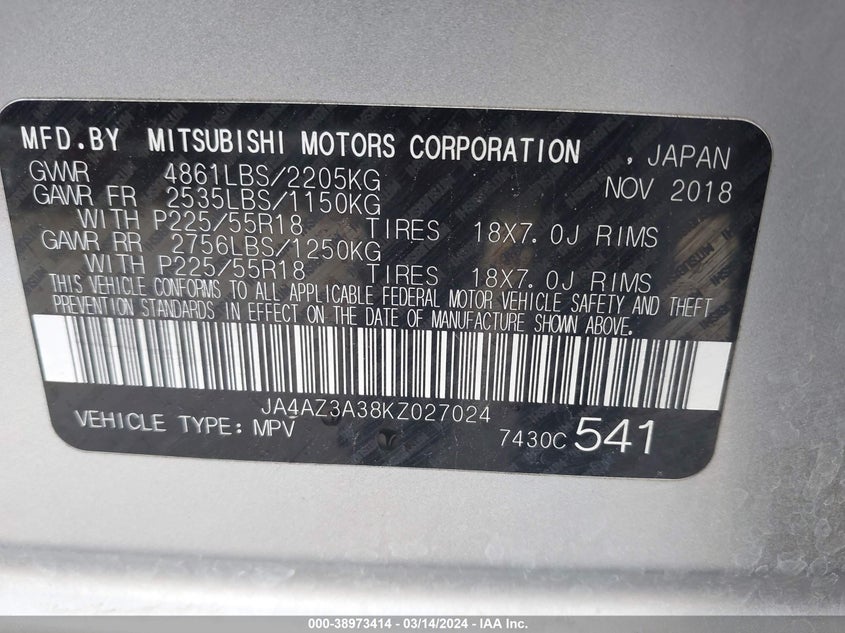 MFD.BY MITSUBISHI MOTORS CORPORATION , JAPAN
GVWR 4861LBS/2205KG NOV 2018
GAWR FR 2535LBS/1150KG
WITH P225/55R18 TIRES 18X7.0J RIMS
GAWR RR 2756LBS/1250KG
WITH P225/55R18 TIRES 18X7.0J RIMS
THIS VEHICLE CONFORMS TO ALL APPLICABLE FEDERAL MOTOR VEHICLE SAFETY AND THEFT
PREVENTION STANDARDS IN EFFECT ON THE DATE OF MANUFACTURE SHOWN ABOVE.
JA4AZ3A38KZ027024
VEHICLE TYPE: MPV 7430C 541
000-38973414 - 03/14/2024 - IAA Inc.